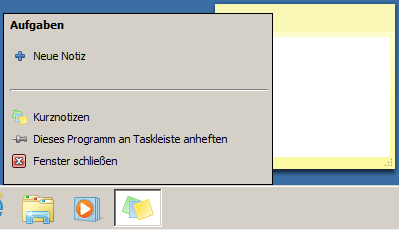 Aufgaben
Neue Notiz
Kurznotizen
Dieses Programm an Taskleiste anheften
Fenster schließen